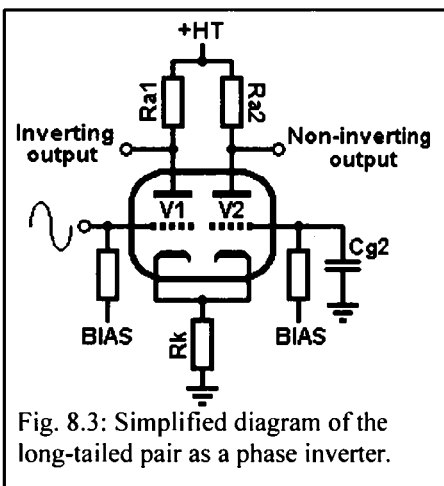 +HT
Ra1
Ra2
Inverting
output
Non-inverting
output
V1
V2
Cg2
BIAS
Rk
BIAS
Fig. 8.3: Simplified diagram of the
long-tailed pair as a phase inverter.